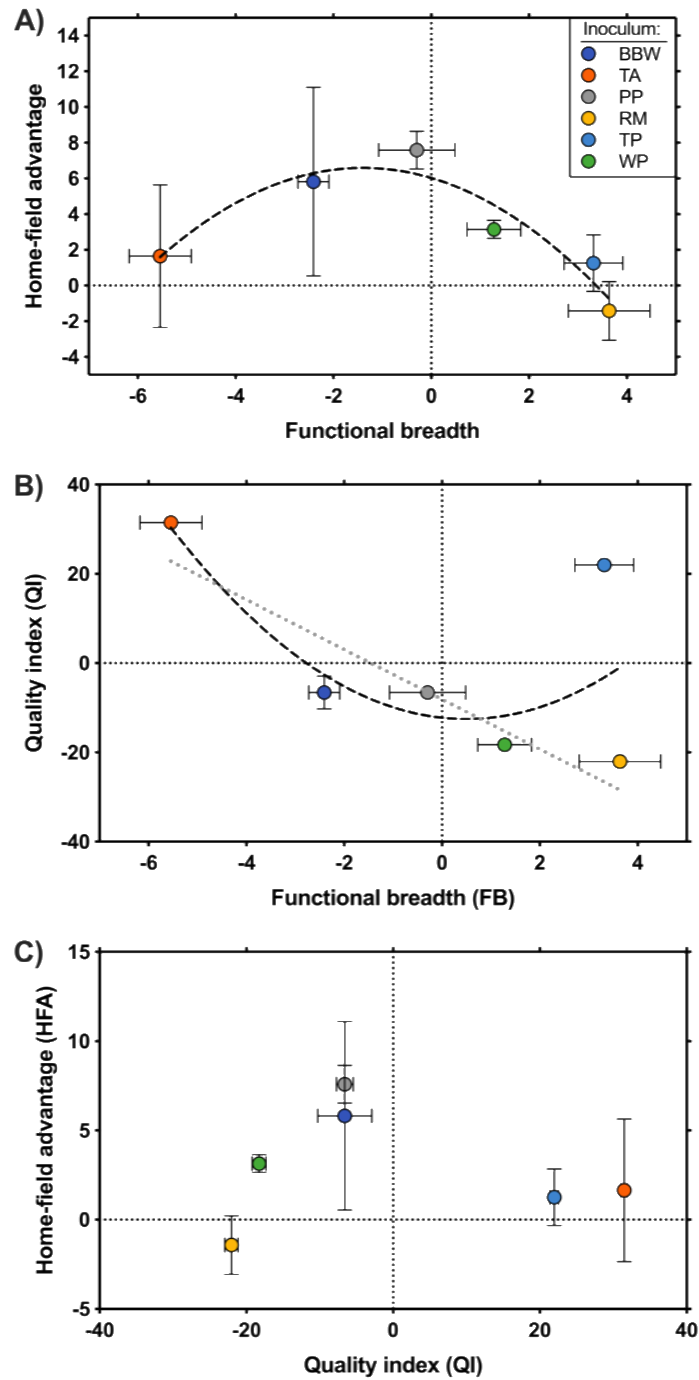 A)
14
12
10
8
6
4
2
0
-2
-4
Home-field advantage
Inoculum:
BBW
TA
PP
RM
TP
WP
-6 -4 -2 0 2 4
Functional breadth
B)
40
20
0
-20
-40
Quality index (QI)
-6 -4 -2 0 2 4
Functional breadth (FB)
C)
15
10
5
0
-5
Home-field advantage (HFA)
-40 -20 0 20 40
Quality index (QI)